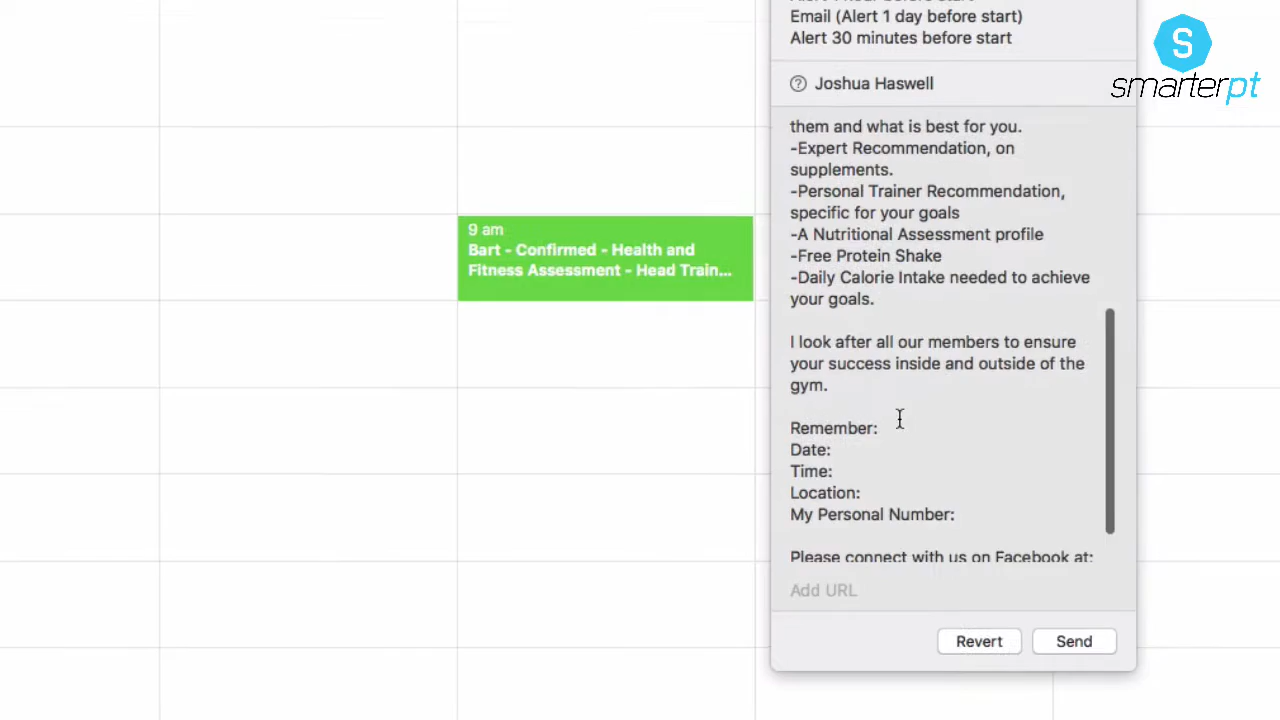 Email (Alert 1 day before start)
Alert 30 minutes before start
S
smarterpt
Joshua Haswell
them and what is best for you.
-Expert Recommendation, on
supplements.
-Personal Trainer Recommendation,
specific for your goals
-A Nutritional Assessment profile
-Free Protein Shake
-Daily Calorie Intake needed to achieve
your goals.
I look after all our members to ensure
your success inside and outside of the
gym.
Remember:
Date:
Time:
Location:
My Personal Number:
Please connect with us on Facebook at:
Add URL
Revert
Send
9 am
Bart - Confirmed - Health and
Fitness Assessment - Head Train...